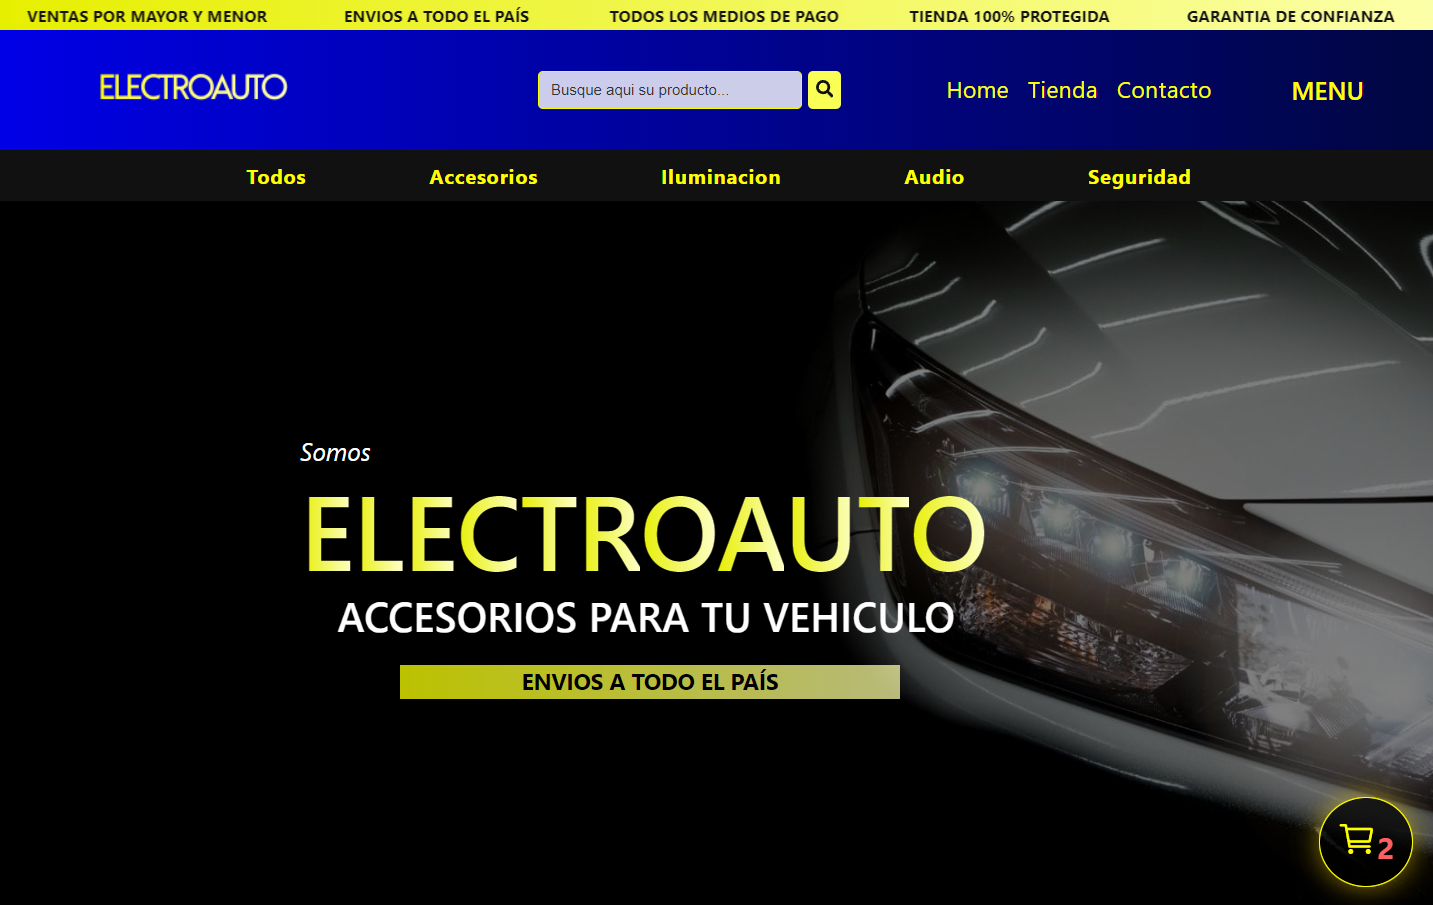 VENTAS POR MAYOR Y MENOR
ENVIOS A TODO EL PAÍS
TODOS LOS MEDIOS DE PAGO
TIENDA 100% PROTEGIDA
GARANTIA DE CONFIANZA
ELECTROAUTO
Busque aqui su producto...
Home
Tienda
Contacto
MENU
Todos
Accesorios
Iluminacion
Audio
Seguridad
Somos
ELECTROAUTO
ACCESORIOS PARA TU VEHICULO
ENVIOS A TODO EL PAÍS
2